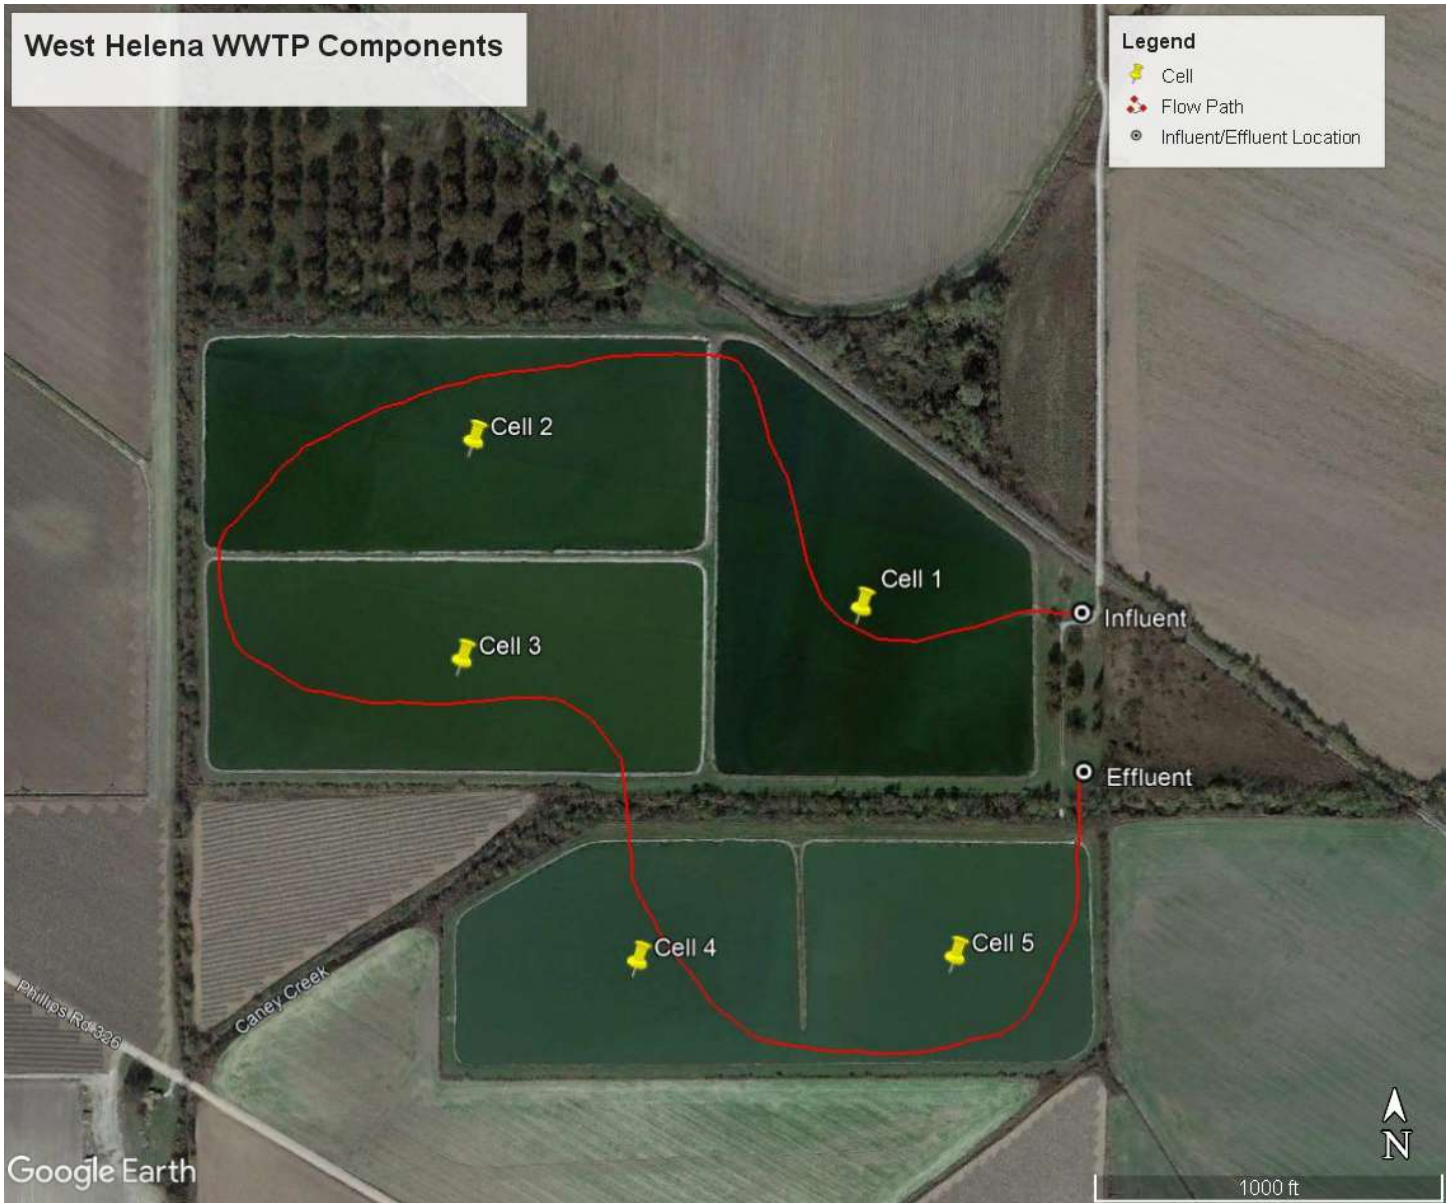 West Helena WWTP Components
Legend
Cell
Flow Path
Influent/Effluent Location
Cell 2
Cell 1
Influent
Cell 3
Effluent
Cell 5
Cell 4
Caney Creek
Phillips Rd 326
N
Google Earth
1000 ft